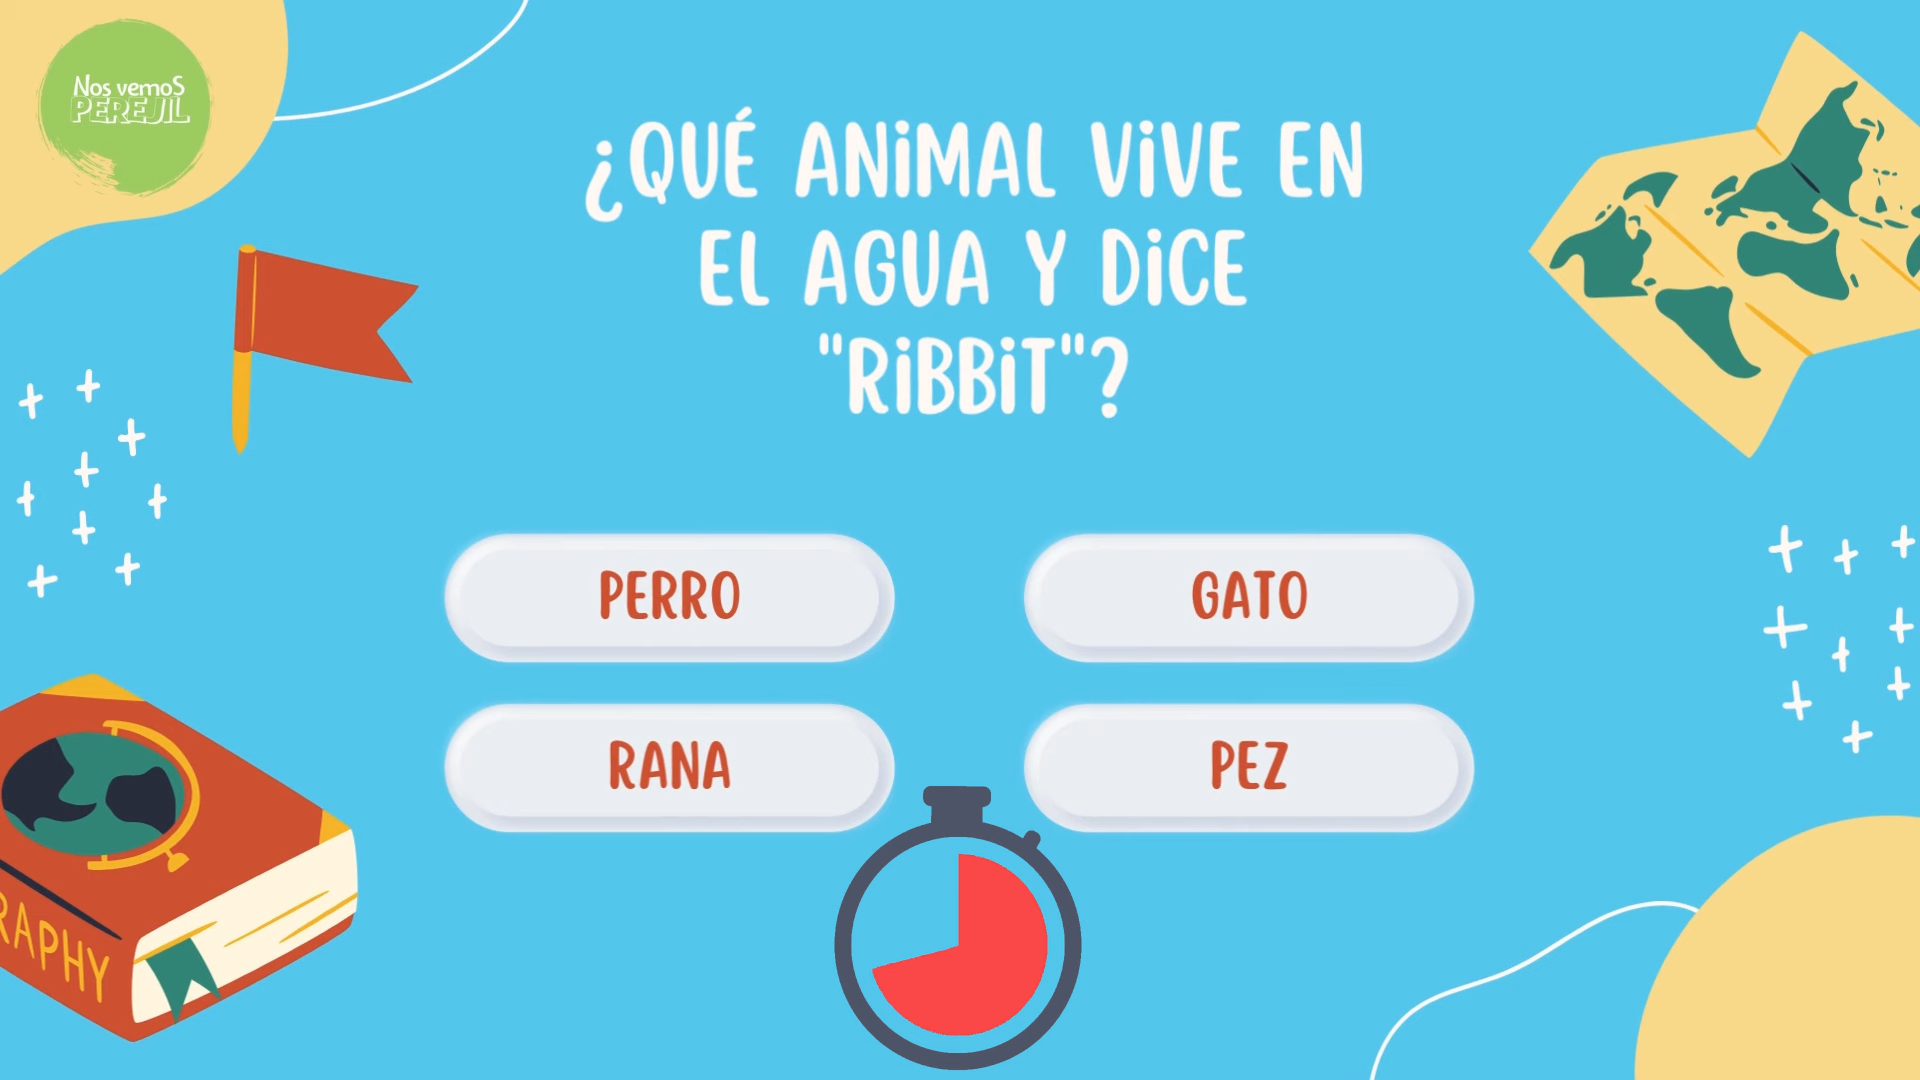 Nos vemoS
PEREJIL
¿QUÉ ANiMAL ViVE EN
EL AGUA Y DiCE
"RiBBiT"?
PERRO
GATO
RANA
PEZ
RAPHY